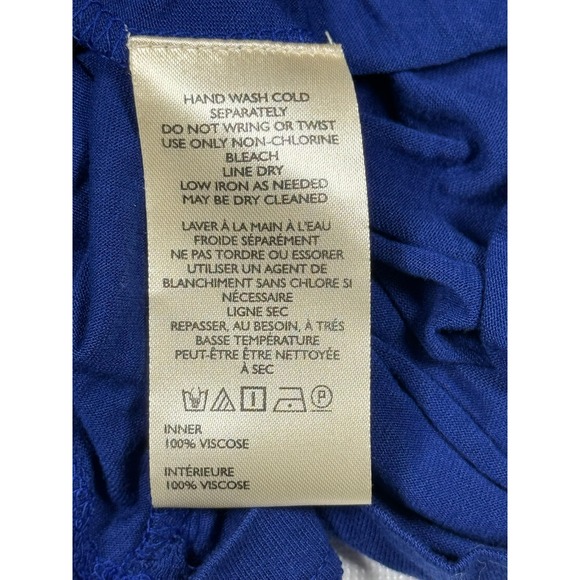 HAND WASH COLD
SEPARATELY
DO NOT WRING OR TWIST
USE ONLY NON-CHLORINE
BLEACH
LINE DRY
LOW IRON AS NEEDED
MAY BE DRY CLEANED
LAVER À LA MAIN À L'EAU
FROIDE SÉPARÉMENT
NE PAS TORDRE OU ESSORER
UTILISER UN AGENT DE
BLANCHIMENT SANS CHLORE SI
NÉCESSAIRE
LIGNE SEC
REPASSER, AU BESOIN, À TRÉS
BASSE TEMPÉRATURE
PEUT-ÊTRE ÊTRE NETTOYÉE
À SEC
P
INNER
100% VISCOSE
INTÉRIEURE
100% VISCOSE